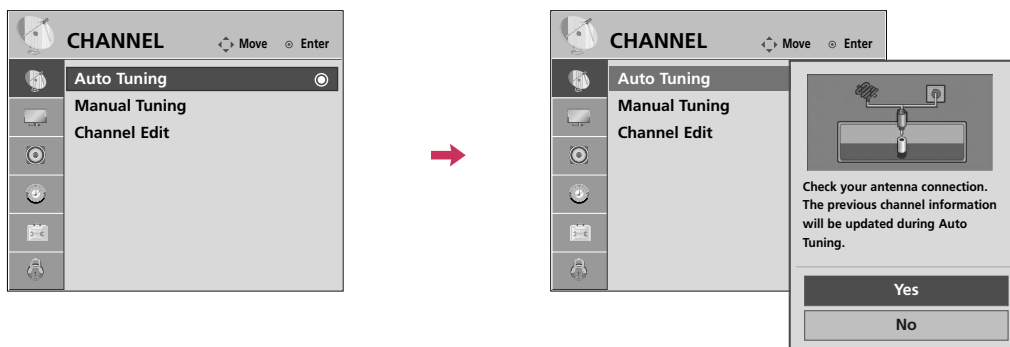 CHANNEL Move Enter
Auto Tuning
Manual Tuning
Channel Edit
CHANNEL Move Enter
Auto Tuning
Manual Tuning
Channel Edit
Check your antenna connection.
The previous channel information
will be updated during Auto
Tuning.
Yes
No